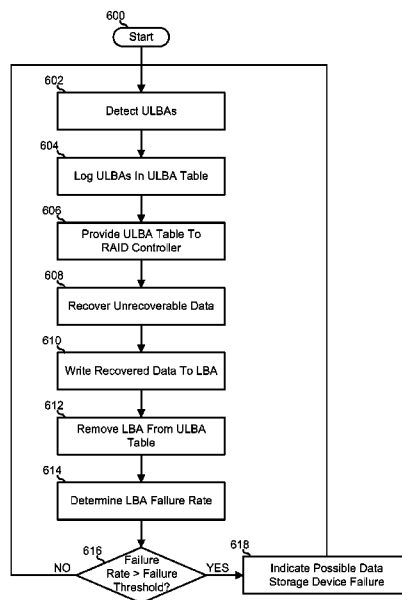 600
Start
602
Detect ULBAs
604
Log ULBAs In ULBA Table
606
Provide ULBA Table To
RAID Controller
608
Recover Unrecoverable Data
610
Write Recovered Data To LBA
612
Remove LBA From ULBA
Table
614
Determine LBA Failure Rate
616
Failure
Rate > Failure
Threshold?
NO
YES
618
Indicate Possible Data
Storage Device Failure